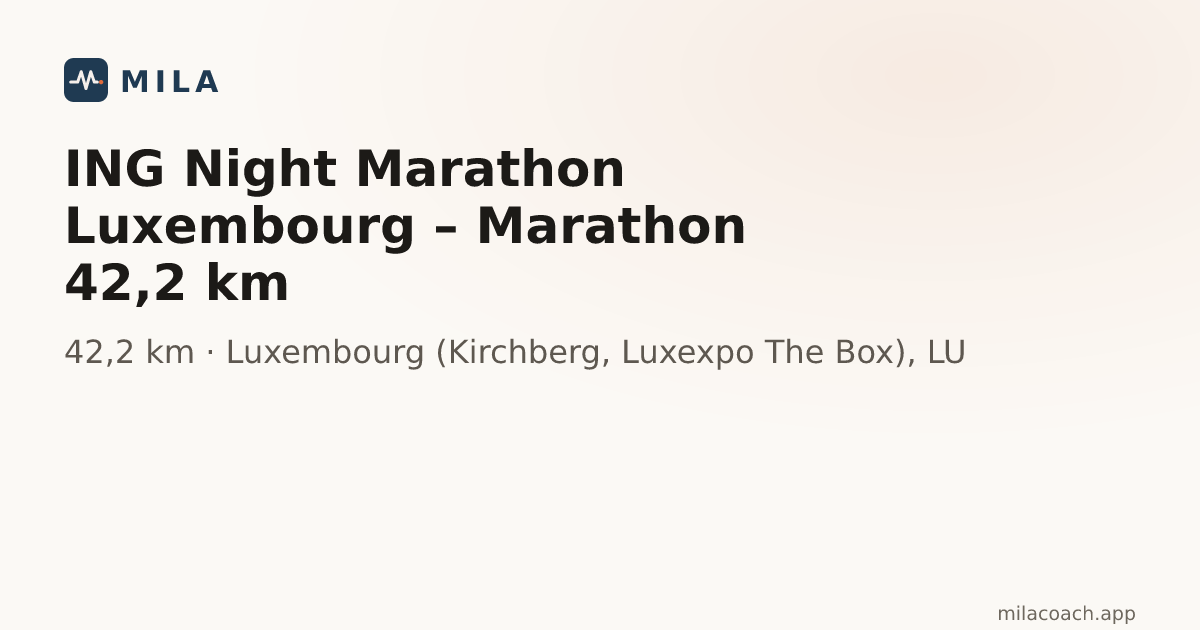 MILA
ING Night Marathon
Luxembourg – Marathon
42,2 km
42,2 km · Luxembourg (Kirchberg, Luxexpo The Box), LU
milacoach.app